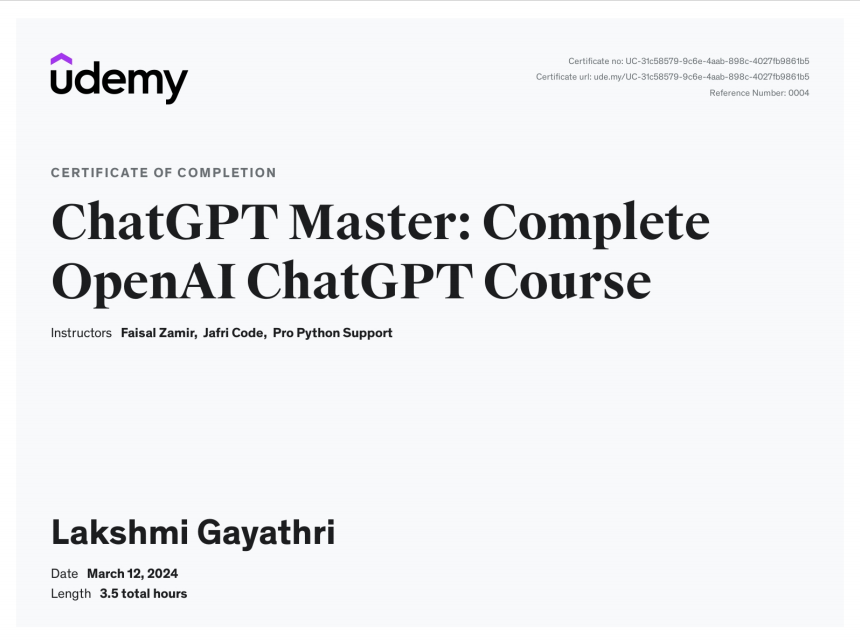 udemy
Certificate no: UC-31c58579-9c6e-4aab-898c-4027fb9861b5
Certificate url: ude.my/UC-31c58579-9c6e-4aab-898c-4027fb9861b5
Reference Number: 0004
CERTIFICATE OF COMPLETION
ChatGPT Master: Complete
OpenAI ChatGPT Course
Instructors Faisal Zamir, Jafri Code, Pro Python Support
Lakshmi Gayathri
Date March 12, 2024
Length 3.5 total hours